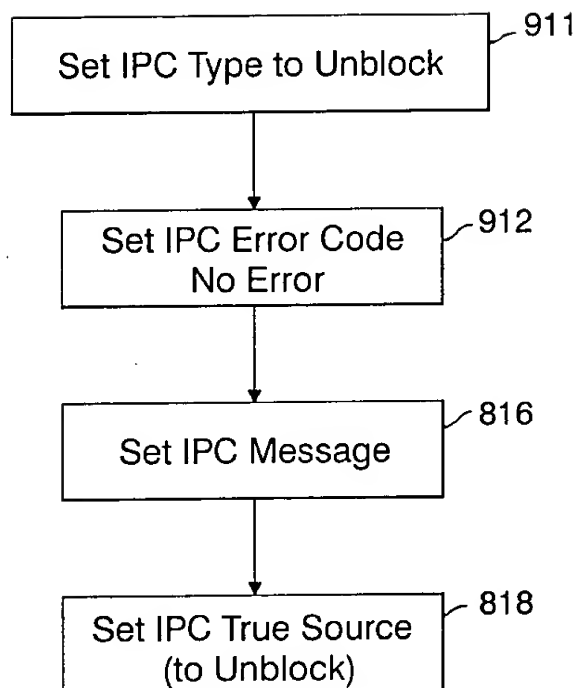 911
Set IPC Type to Unblock
912
Set IPC Error Code
No Error
816
Set IPC Message
818
Set IPC True Source
(to Unblock)